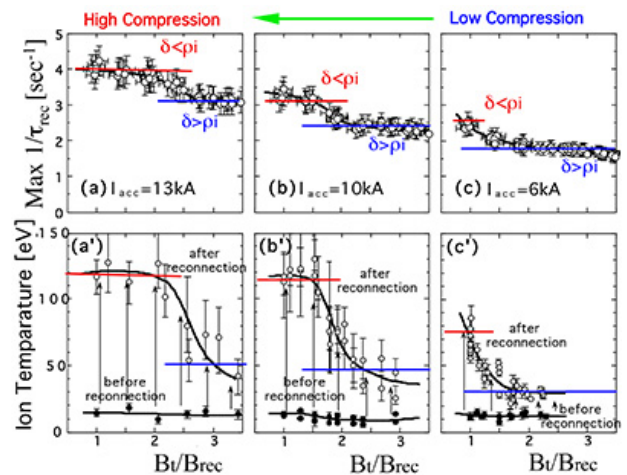 High Compression
Low Compression
Max 1/τrec [sec-1]
5
4
3
2
1
0
δ<ρi
δ>ρi
(a) I acc=13kA
δ<ρi
δ>ρi
(b) I acc=10kA
δ<ρi
δ>ρi
(c) I acc=6kA
Ion Temparature [eV]
150
100
50
0
(a')
after
reconnection
before
reconnection
(b')
after
reconnection
before
reconnection
(c')
after
reconnection
before
reconnection
1 2 3
1 2 3
1 2 3
Bt/Brec
Bt/Brec
Bt/Brec